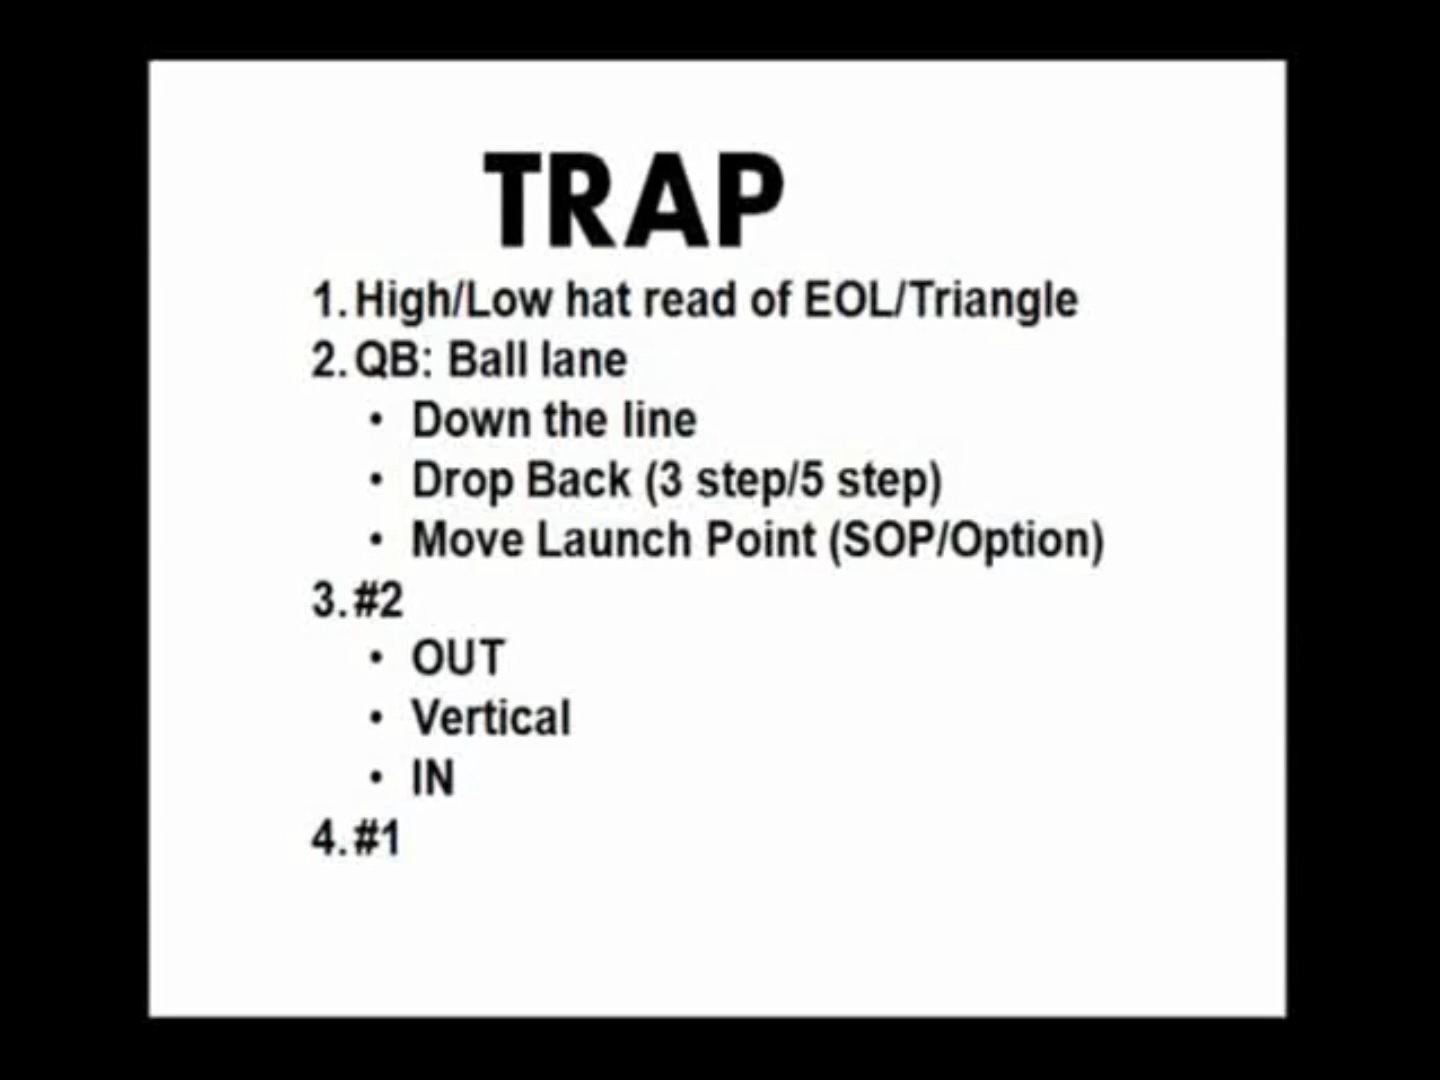 TRAP
1. High/Low hat read of EOL/Triangle
2. QB: Ball lane
• Down the line
• Drop Back (3 step/5 step)
• Move Launch Point (SOP/Option)
3. #2
• OUT
• Vertical
• IN
4. #1